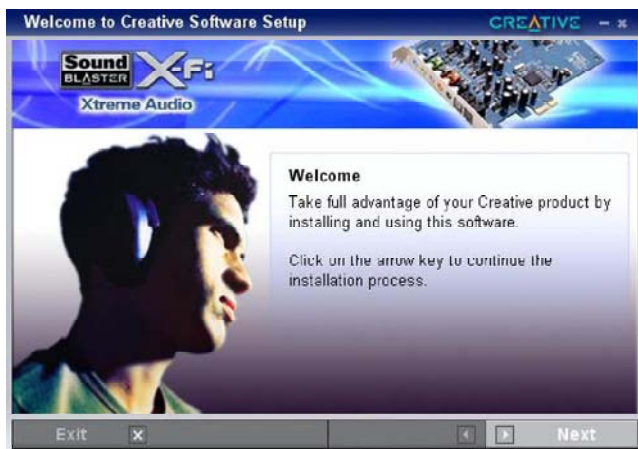 Welcome to Creative Software Setup
CREATIVE
Sound
BLASTER
X-Fi
Xtreme Audio
Welcome
Take full advantage of your Creative product by
installing and using this software.
Click on the arrow key to continue the
installation process.
Exit
Next